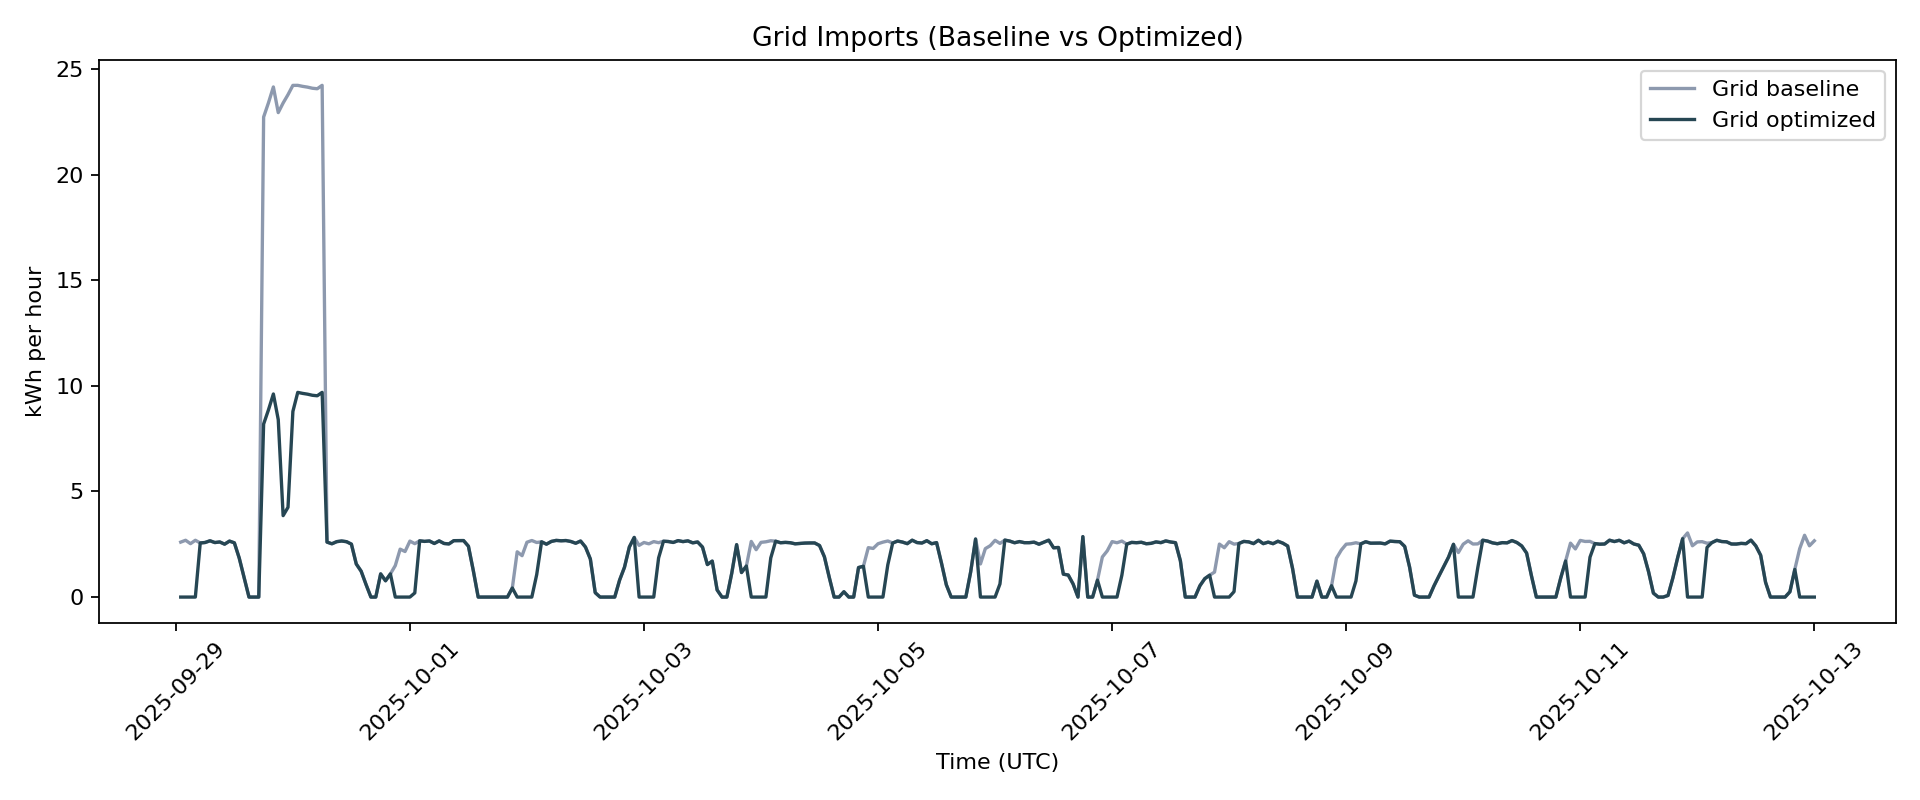 Grid Imports (Baseline vs Optimized)
Grid baseline
Grid optimized
kWh per hour
25
20
15
10
5
0
2025-09-29
2025-10-01
2025-10-03
2025-10-05
2025-10-07
2025-10-09
2025-10-11
2025-10-13
Time (UTC)